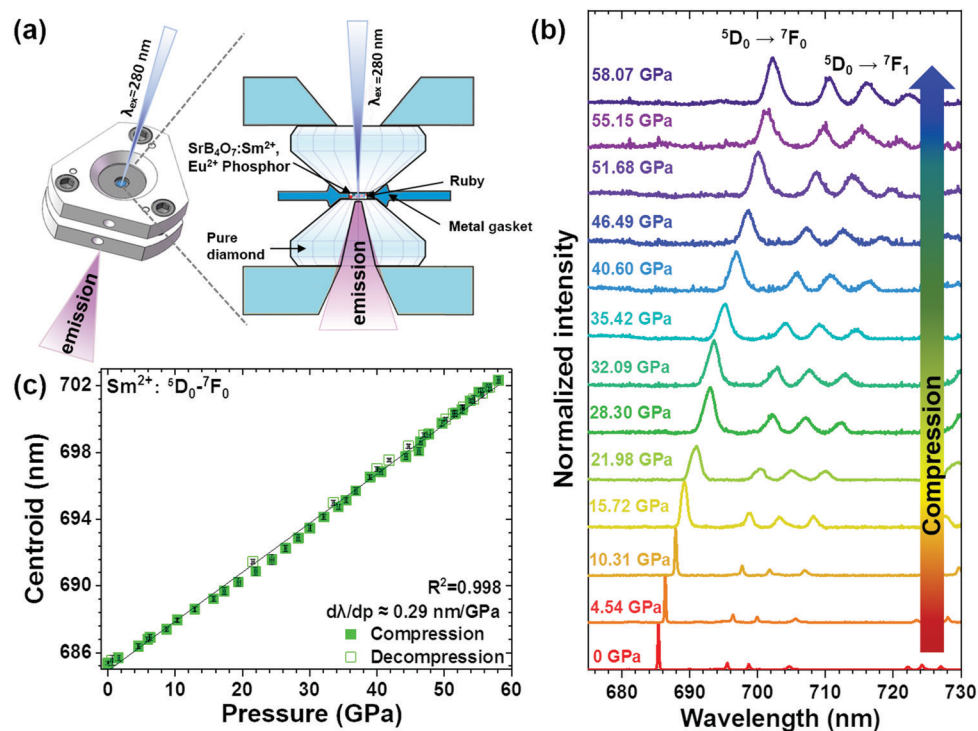 (a)
λex=280 nm
emission
λex=280 nm
SrB₄O₇:Sm²⁺,
Eu²⁺ Phosphor
Ruby
Metal gasket
Pure
diamond
emission
(b)
⁵D₀ → ⁷F₀
⁵D₀ → ⁷F₁
58.07 GPa
55.15 GPa
51.68 GPa
46.49 GPa
40.60 GPa
35.42 GPa
32.09 GPa
28.30 GPa
21.98 GPa
15.72 GPa
10.31 GPa
4.54 GPa
0 GPa
Compression
Normalized intensity
680 690 700 710 720 730
Wavelength (nm)
(c)
Sm²⁺: ⁵D₀-⁷F₀
702
698
694
690
686
Centroid (nm)
R²=0.998
dλ/dp ≈ 0.29 nm/GPa
Compression
Decompression
0 10 20 30 40 50 60
Pressure (GPa)